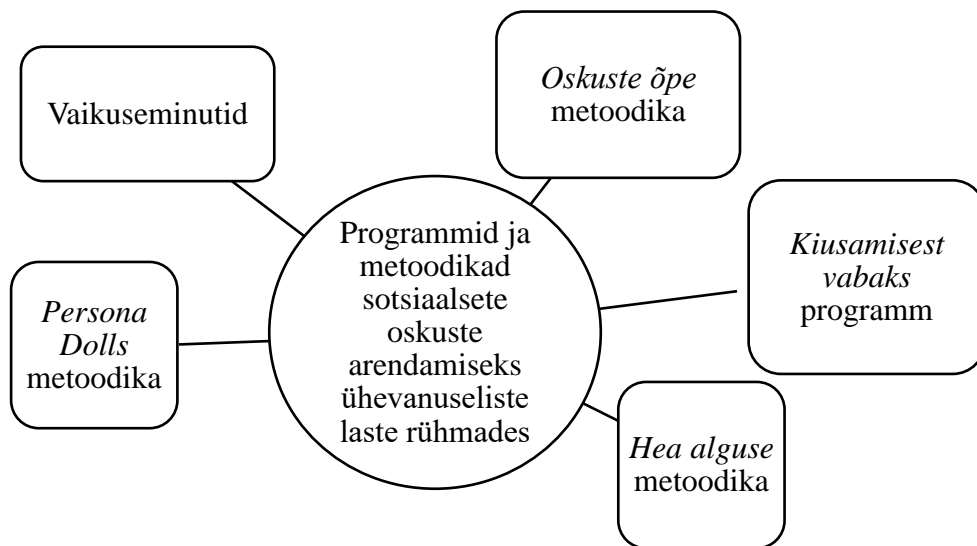 Vaikuseminutid
Oskuste õpe
metoodika
Programmid ja
metoodikad
sotsiaalsete
oskuste
arendamiseks
ühevanuseliste
laste rühmades
Kiusamisest
vabaks
programm
Persona
Dolls
metoodika
Hea alguse
metoodika